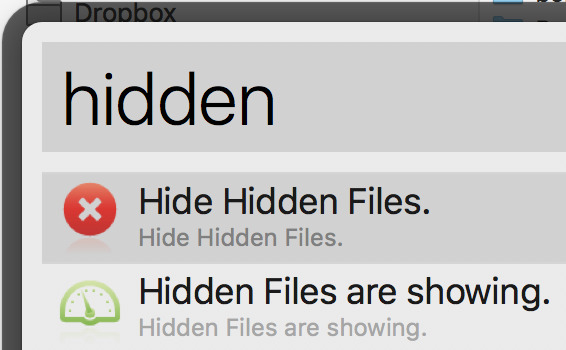 Dropbox
hidden
Hide Hidden Files.
Hide Hidden Files.
Hidden Files are showing.
Hidden Files are showing.